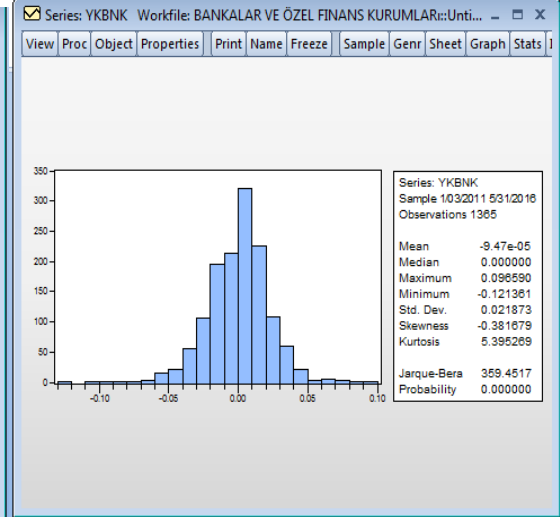 Series: YKBNK Workfile: BANKALAR VE ÖZEL FINANS KURUMLARı::Unti...
View Proc Object Properties Print Name Freeze Sample Genr Sheet Graph Stats
350
300
250
200
150
100
50
0
-0.10 -0.05 0.00 0.05 0.10
Series: YKBNK
Sample 1/03/2011 5/31/2016
Observations 1365
Mean -9.47e-05
Median 0.000000
Maximum 0.096590
Minimum -0.121361
Std. Dev. 0.021873
Skewness -0.381679
Kurtosis 5.395269
Jarque-Bera 359.4517
Probability 0.000000